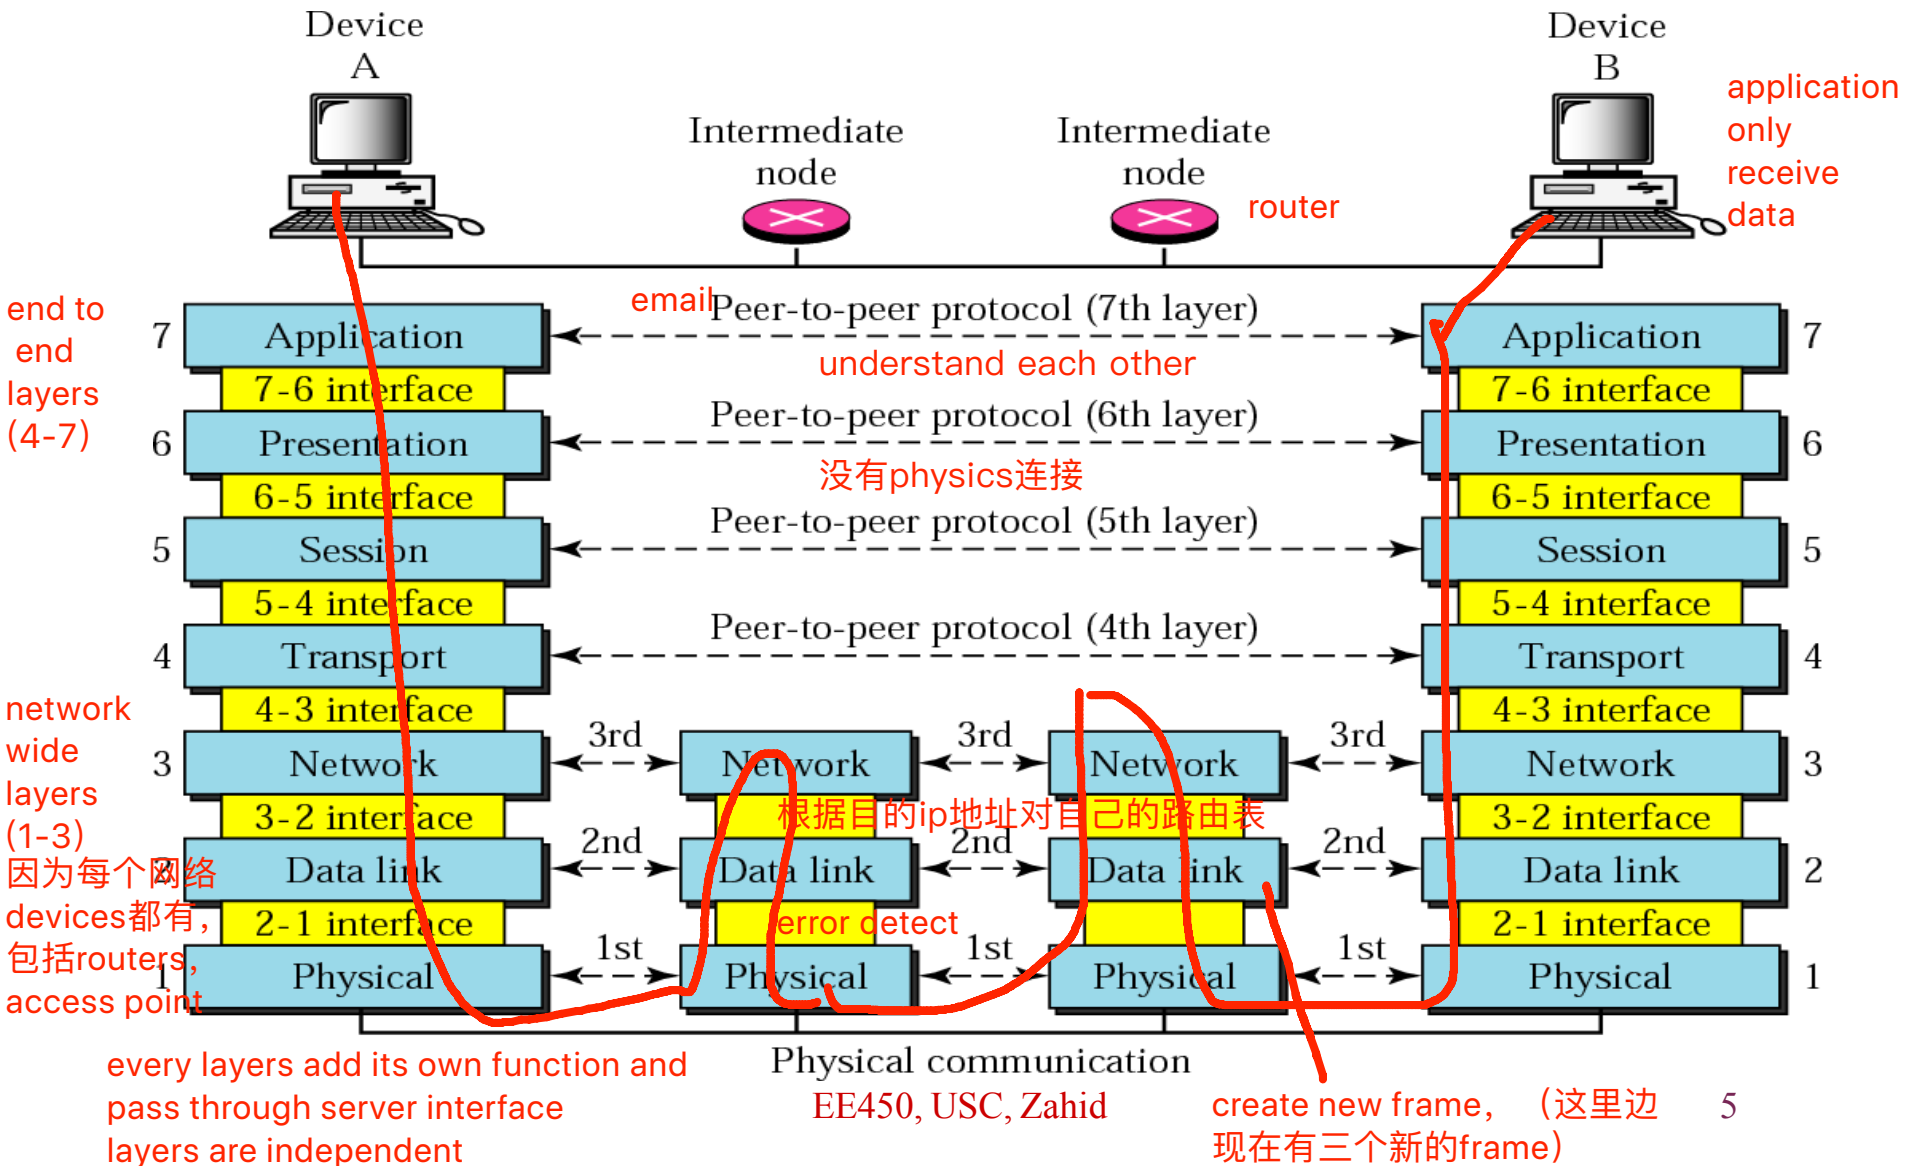 Device
A
Intermediate
node
Intermediate
node
router
Device
B
application
only
receive
data
end to
end
layers
(4-7)
email
7 Application Peer-to-peer protocol (7th layer) Application 7
understand each other
7-6 interface 7-6 interface
6 Presentation Peer-to-peer protocol (6th layer) Presentation 6
没有physics连接
6-5 interface 6-5 interface
5 Session Peer-to-peer protocol (5th layer) Session 5
5-4 interface 5-4 interface
4 Transport Peer-to-peer protocol (4th layer) Transport 4
4-3 interface 4-3 interface
3 Network 3rd Network 3rd Network 3rd Network 3
3-2 interface 3-2 interface
根据目的ip地址对自己的路由表
2 Data link 2nd Data link 2nd Data link 2nd Data link 2
2-1 interface 2-1 interface
error detect
1 Physical 1st Physical 1st Physical 1st Physical 1
network
wide
layers
(1-3)
因为每个网络
devices都有，
包括routers，
access point
Physical communication
every layers add its own function and
pass through server interface
layers are independent
EE450, USC, Zahid
create new frame，（这里边
现在有三个新的frame）
5